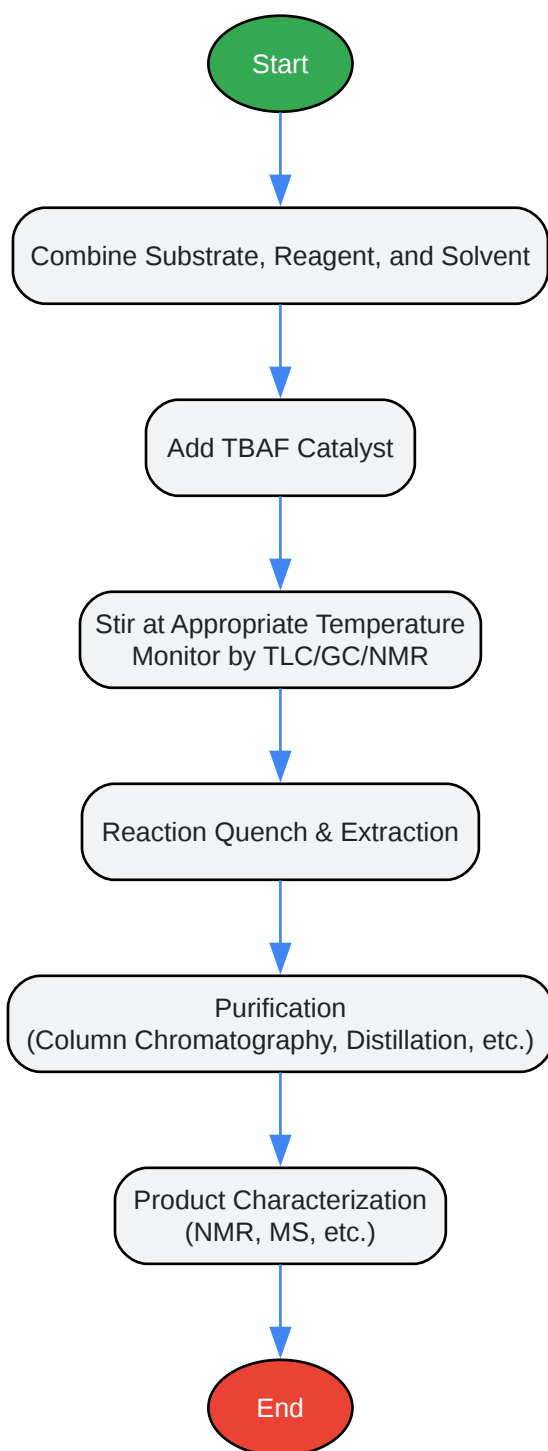 Start
Combine Substrate, Reagent, and Solvent
Add TBAF Catalyst
Stir at Appropriate Temperature
Monitor by TLC/GC/NMR
Reaction Quench & Extraction
Purification
(Column Chromatography, Distillation, etc.)
Product Characterization
(NMR, MS, etc.)
End